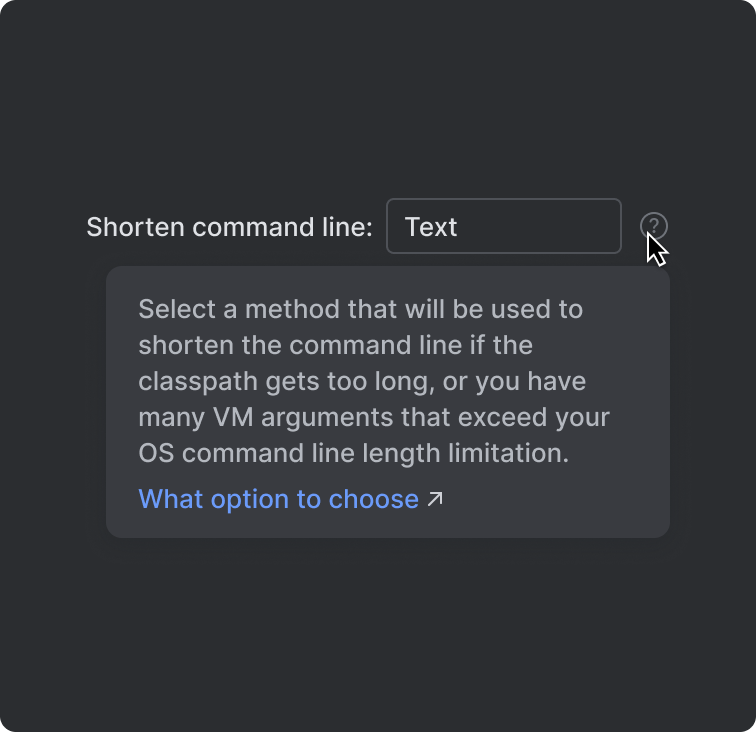 Shorten command line: Text ?
Select a method that will be used to
shorten the command line if the
classpath gets too long, or you have
many VM arguments that exceed your
OS command line length limitation.
What option to choose ↗